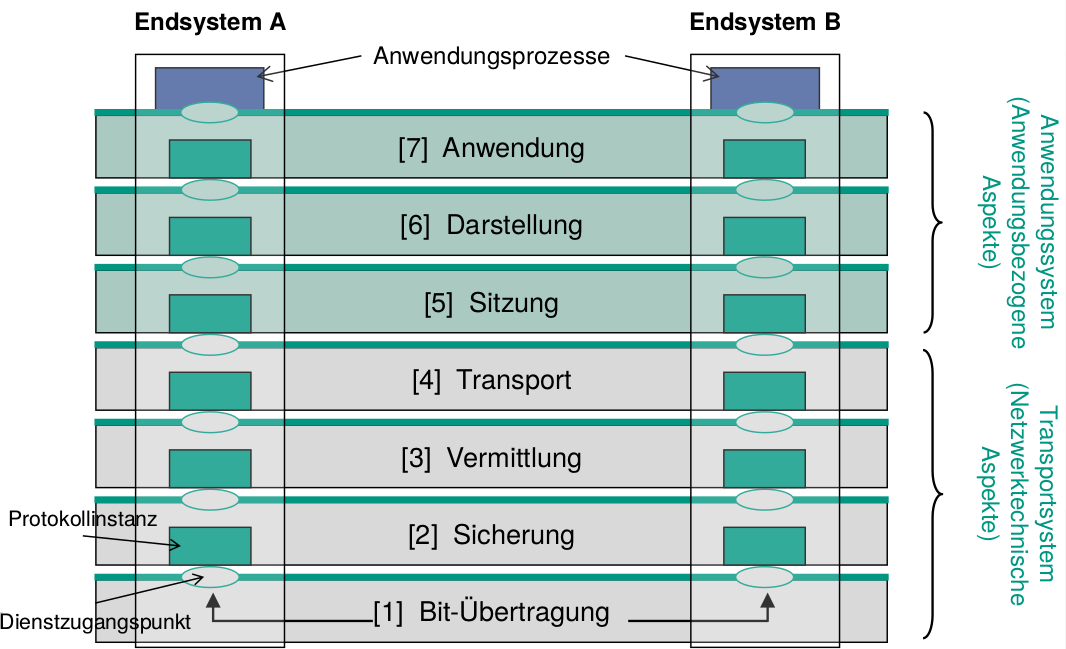 Endsystem A
Endsystem B
Anwendungsprozesse
[7] Anwendung
[6] Darstellung
[5] Sitzung
[4] Transport
[3] Vermittlung
Protokollinstanz
[2] Sicherung
Dienstzugangspunkt
[1] Bit-Übertragung
Anwendungssystem
(Anwendungsbezogene
Aspekte)
Transportsystem
(Netzwerktechnische
Aspekte)